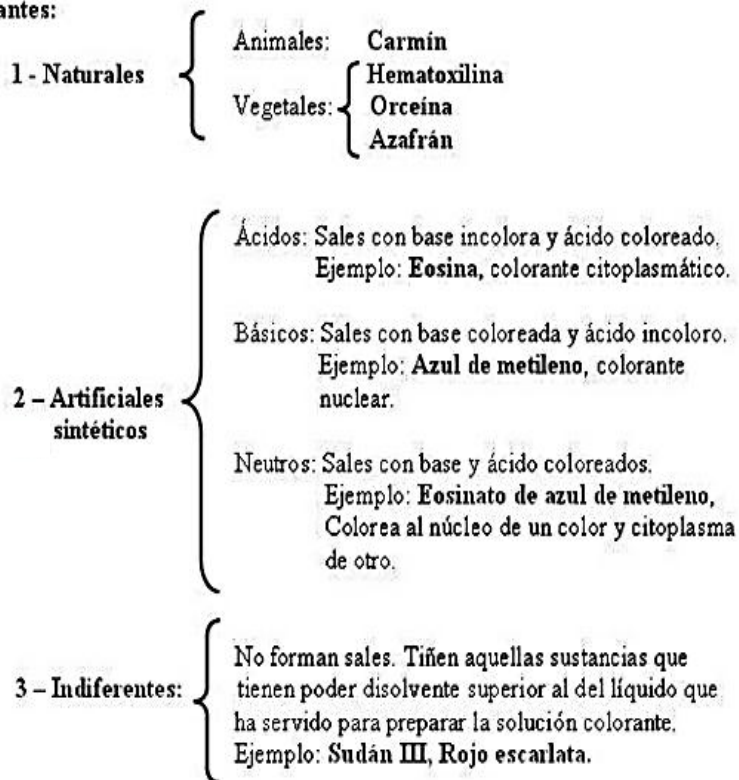 antes:
1 - Naturales
Animales: Carmín
Vegetales: Hematoxilina
Orceína
Azafrán
2 – Artificiales
sintéticos
Ácidos: Sales con base incolora y ácido coloreado.
Ejemplo: Eosina, colorante citoplasmático.
Básicos: Sales con base coloreada y ácido incoloro.
Ejemplo: Azul de metileno, colorante
nuclear.
Neutros: Sales con base y ácido coloreados.
Ejemplo: Eosinato de azul de metileno,
Colorea al núcleo de un color y citoplasma
de otro.
3 – Indiferentes:
No forman sales. Tiñen aquellas sustancias que
tienen poder disolvente superior al del líquido que
ha servido para preparar la solución colorante.
Ejemplo: Sudán III, Rojo escarlata.